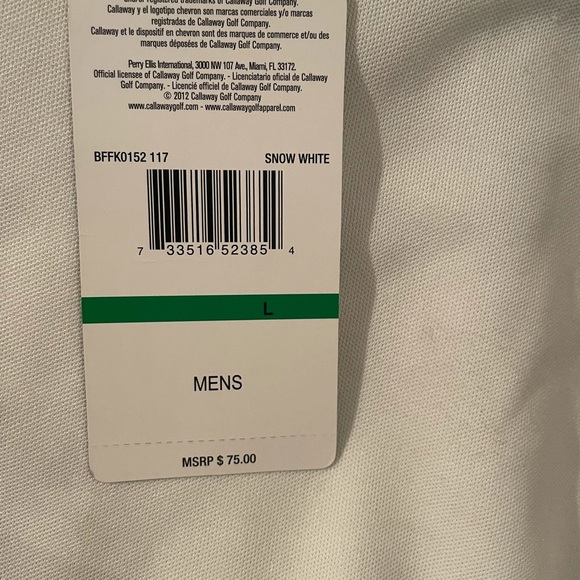 and/or registered trademarks of Callaway Golf Company.
Callaway y el logotipo chevron son marcas comerciales y/o marcas
registradas de Callaway Golf Company.
Callaway et le dispositif en chevron sont des marques de commerce et/ou des
marques déposées de Callaway Golf Company.
Perry Ellis International, 3000 NW 107 Ave., Miami, FL 33172.
Official licensee of Callaway Golf Company. - Licenciatario oficial de Callaway
Golf Company. - Licencié officiel de Callaway Golf Company.
© 2012 Callaway Golf Company
www.callawaygolf.com - www.callawaygolfapparel.com
BFFK0152 117 SNOW WHITE
7 33516 52385 4
L
MENS
MSRP $ 75.00